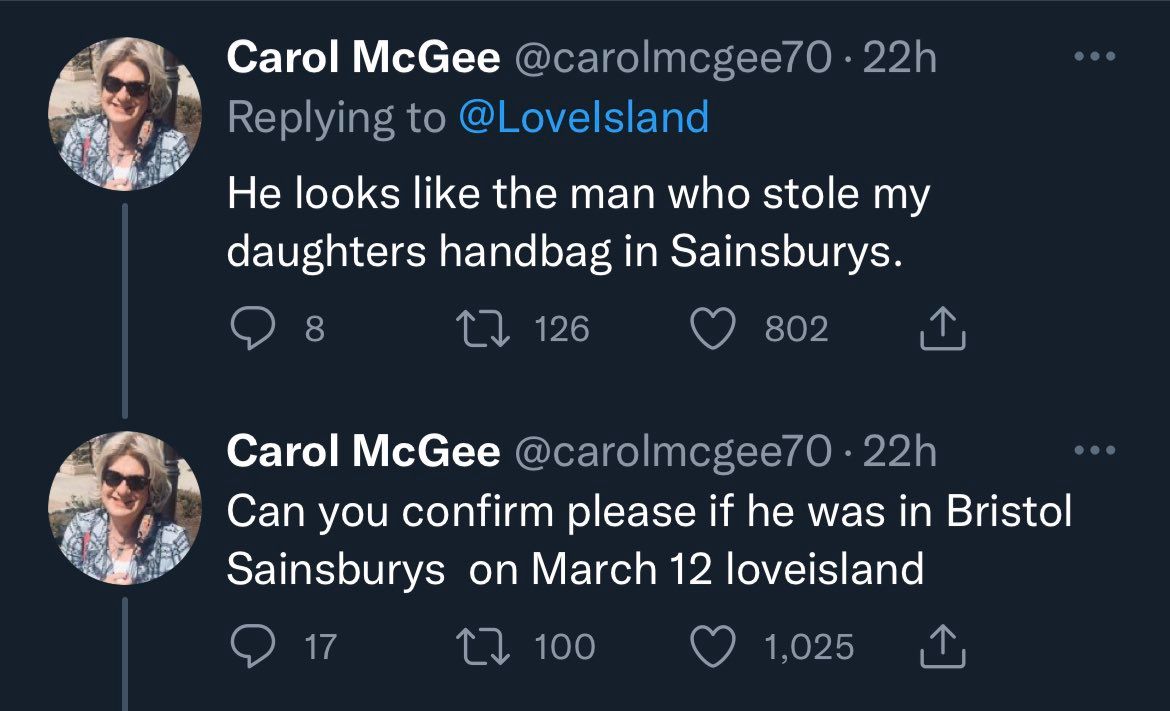 Carol McGee @carolmcgee70 · 22h
Replying to @LoveIsland
He looks like the man who stole my
daughters handbag in Sainsburys.
8 126 802
Carol McGee @carolmcgee70 · 22h
Can you confirm please if he was in Bristol
Sainsburys  on March 12 loveisland
17 100 1,025